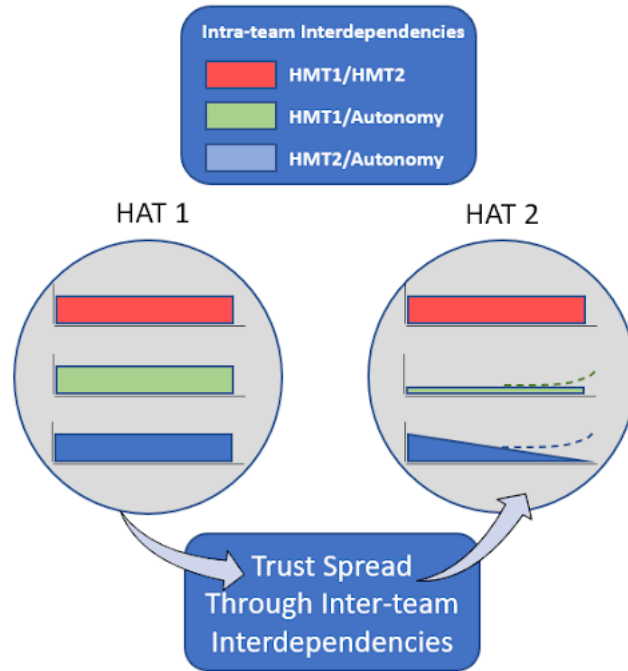 Intra-team Interdependencies
HMT1/HMT2
HMT1/Autonomy
HMT2/Autonomy
HAT 1
HAT 2
Trust Spread
Through Inter-team
Interdependencies